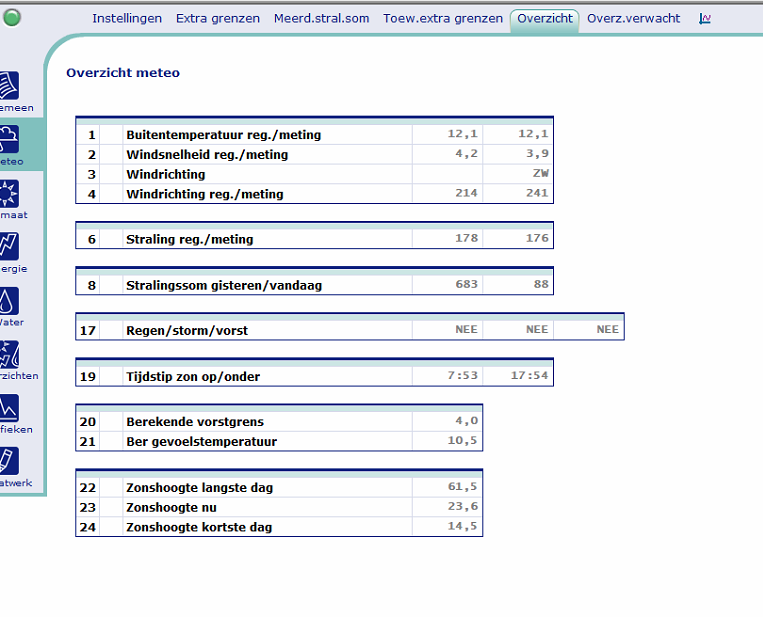 Instellingen Extra grenzen Meerd.stral.som Toew.extra grenzen Overzicht Overz.verwacht
Overzicht meteo
emeen
eteo
maat
ergie
Water
rzichten
fieken
atwerk
1 Buitentemperatuur reg./meting 12,1 12,1
2 Windsnelheid reg./meting 4,2 3,9
3 Windrichting ZW
4 Windrichting reg./meting 214 241
6 Straling reg./meting 178 176
8 Stralingssom gisteren/vandaag 683 88
17 Regen/storm/vorst NEE NEE NEE
19 Tijdstip zon op/onder 7:53 17:54
20 Berekende vorstgrens 4,0
21 Ber gevoelstemperatuur 10,5
22 Zonshoogte langste dag 61,5
23 Zonshoogte nu 23,6
24 Zonshoogte kortste dag 14,5